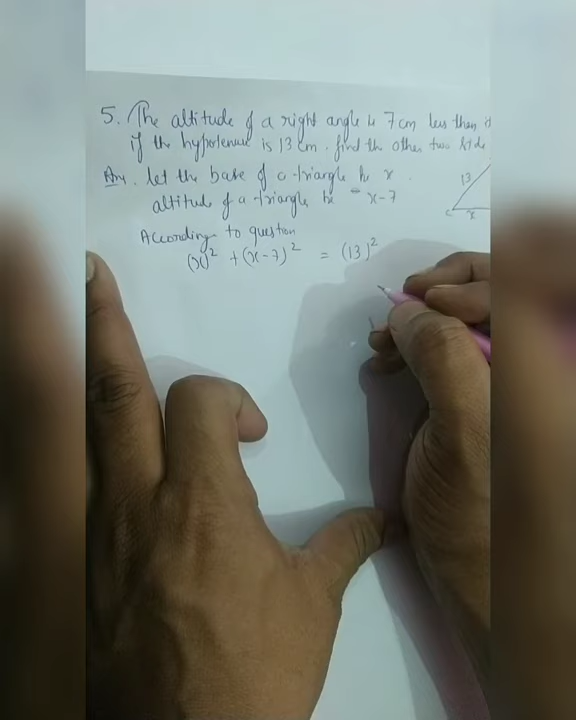 5. The altitude of a right angle is 7 cm less than
if the hypotenuse is 13 cm. find the other two side
Ans. let the base of a triangle be x.
altitude of a triangle be = x-7
According to question
(x)² + (x-7)² = (13)²
13
C
x